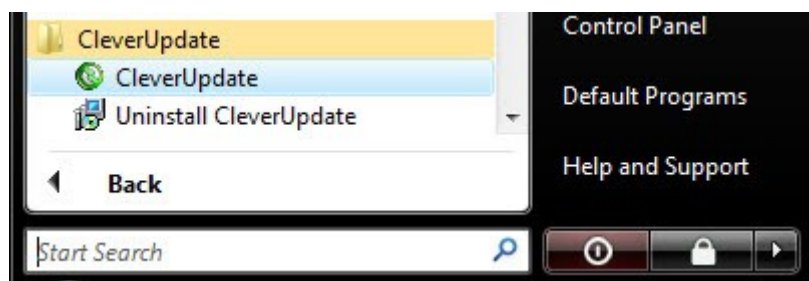 CleverUpdate
CleverUpdate
Uninstall CleverUpdate
Back
Start Search
Control Panel
Default Programs
Help and Support